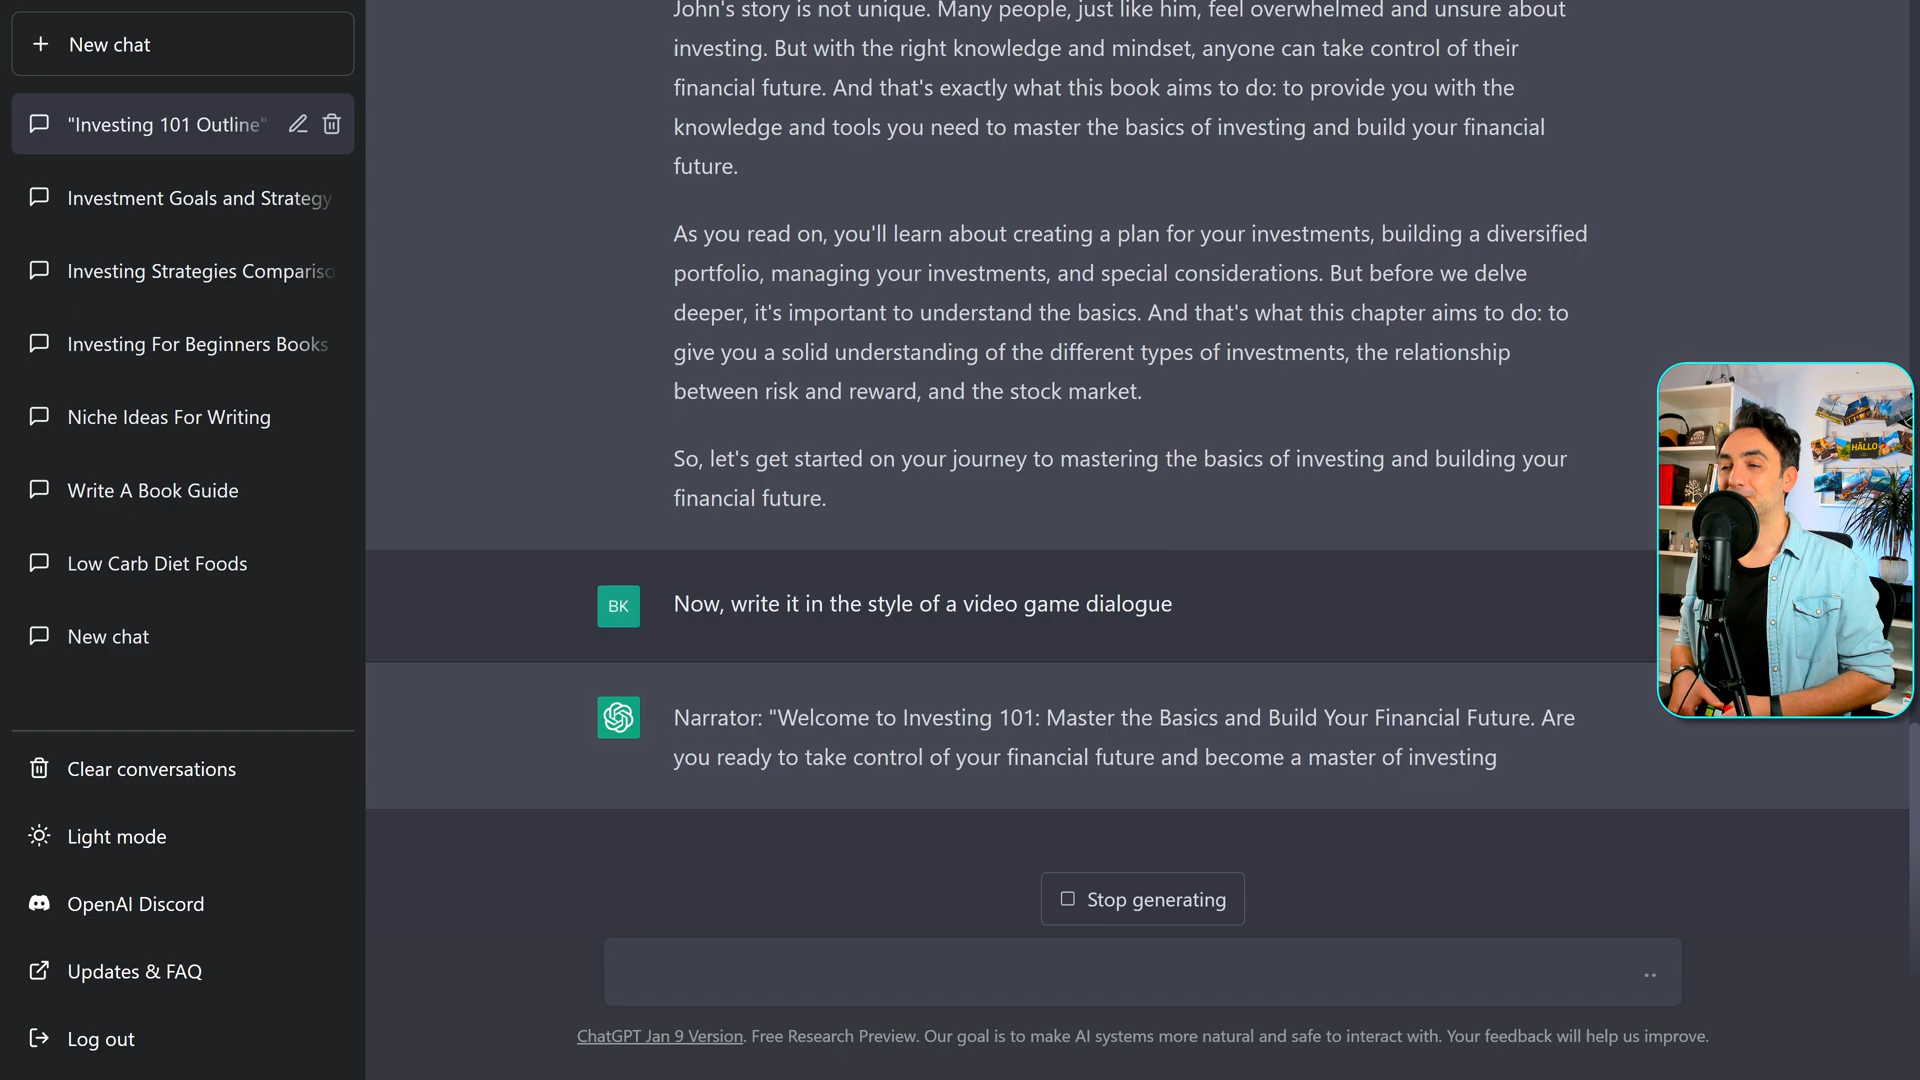 New chat
"Investing 101 Outline"
Investment Goals and Strategy
Investing Strategies Compariso
Investing For Beginners Books
Niche Ideas For Writing
Write A Book Guide
Low Carb Diet Foods
New chat
Clear conversations
Light mode
OpenAI Discord
Updates & FAQ
Log out
John's story is not unique. Many people, just like him, feel overwhelmed and unsure about
investing. But with the right knowledge and mindset, anyone can take control of their
financial future. And that's exactly what this book aims to do: to provide you with the
knowledge and tools you need to master the basics of investing and build your financial
future.
As you read on, you'll learn about creating a plan for your investments, building a diversified
portfolio, managing your investments, and special considerations. But before we delve
deeper, it's important to understand the basics. And that's what this chapter aims to do: to
give you a solid understanding of the different types of investments, the relationship
between risk and reward, and the stock market.
So, let's get started on your journey to mastering the basics of investing and building your
financial future.
BK
Now, write it in the style of a video game dialogue
Narrator: "Welcome to Investing 101: Master the Basics and Build Your Financial Future. Are
you ready to take control of your financial future and become a master of investing
HÄLLO
Stop generating
ChatGPT Jan 9 Version. Free Research Preview. Our goal is to make AI systems more natural and safe to interact with. Your feedback will help us improve.